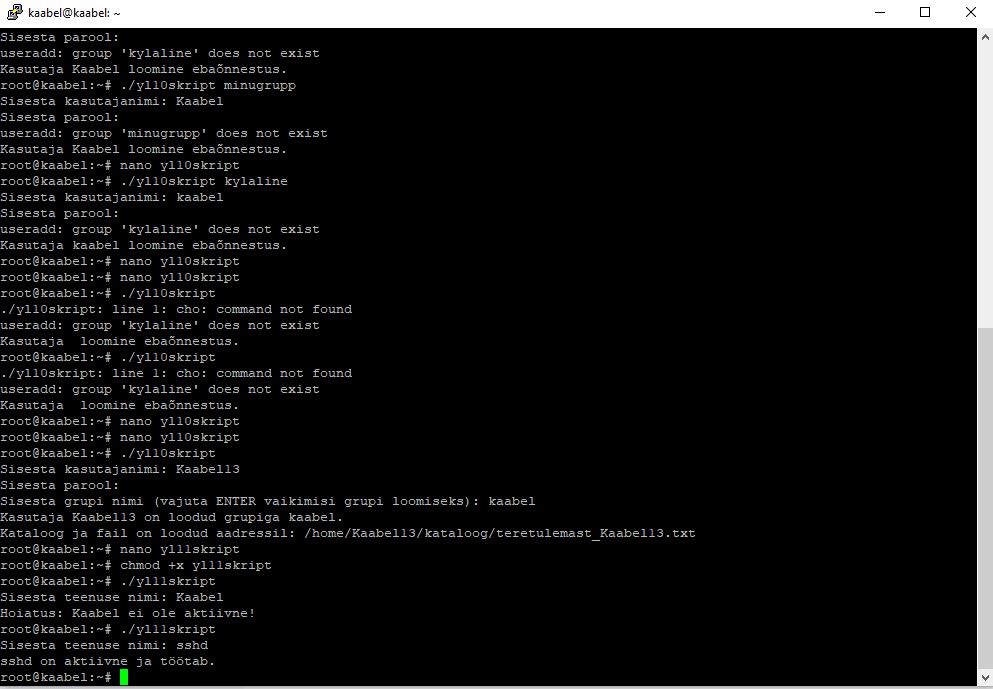 kaabel@kaabel: ~
Sisesta parool:
useradd: group 'kylaline' does not exist
Kasutaja Kaabel loomine ebaõnnestus.
root@kaabel:~# ./yl10skript minugrupp
Sisesta kasutajanimi: Kaabel
Sisesta parool:
useradd: group 'minugrupp' does not exist
Kasutaja Kaabel loomine ebaõnnestus.
root@kaabel:~# nano yl10skript
root@kaabel:~# ./yl10skript kylaline
Sisesta kasutajanimi: kaabel
Sisesta parool:
useradd: group 'kylaline' does not exist
Kasutaja kaabel loomine ebaõnnestus.
root@kaabel:~# nano yl10skript
root@kaabel:~# nano yl10skript
root@kaabel:~# ./yl10skript
./yl10skript: line 1: cho: command not found
useradd: group 'kylaline' does not exist
Kasutaja  loomine ebaõnnestus.
root@kaabel:~# ./yl10skript
./yl10skript: line 1: cho: command not found
useradd: group 'kylaline' does not exist
Kasutaja  loomine ebaõnnestus.
root@kaabel:~# nano yl10skript
root@kaabel:~# nano yl10skript
root@kaabel:~# ./yl10skript
Sisesta kasutajanimi: Kaabel13
Sisesta parool:
Sisesta grupi nimi (vajuta ENTER vaikimisi grupi loomiseks): kaabel
Kasutaja Kaabel13 on loodud grupiga kaabel.
Kataloog ja fail on loodud aadressil: /home/Kaabel13/kataloog/teretulemast_Kaabel13.txt
root@kaabel:~# nano yl11skript
root@kaabel:~# chmod +x yl11skript
root@kaabel:~# ./yl11skript
Sisesta teenuse nimi: Kaabel
Hoiatus: Kaabel ei ole aktiivne!
root@kaabel:~# ./yl11skript
Sisesta teenuse nimi: sshd
sshd on aktiivne ja töötab.
root@kaabel:~#